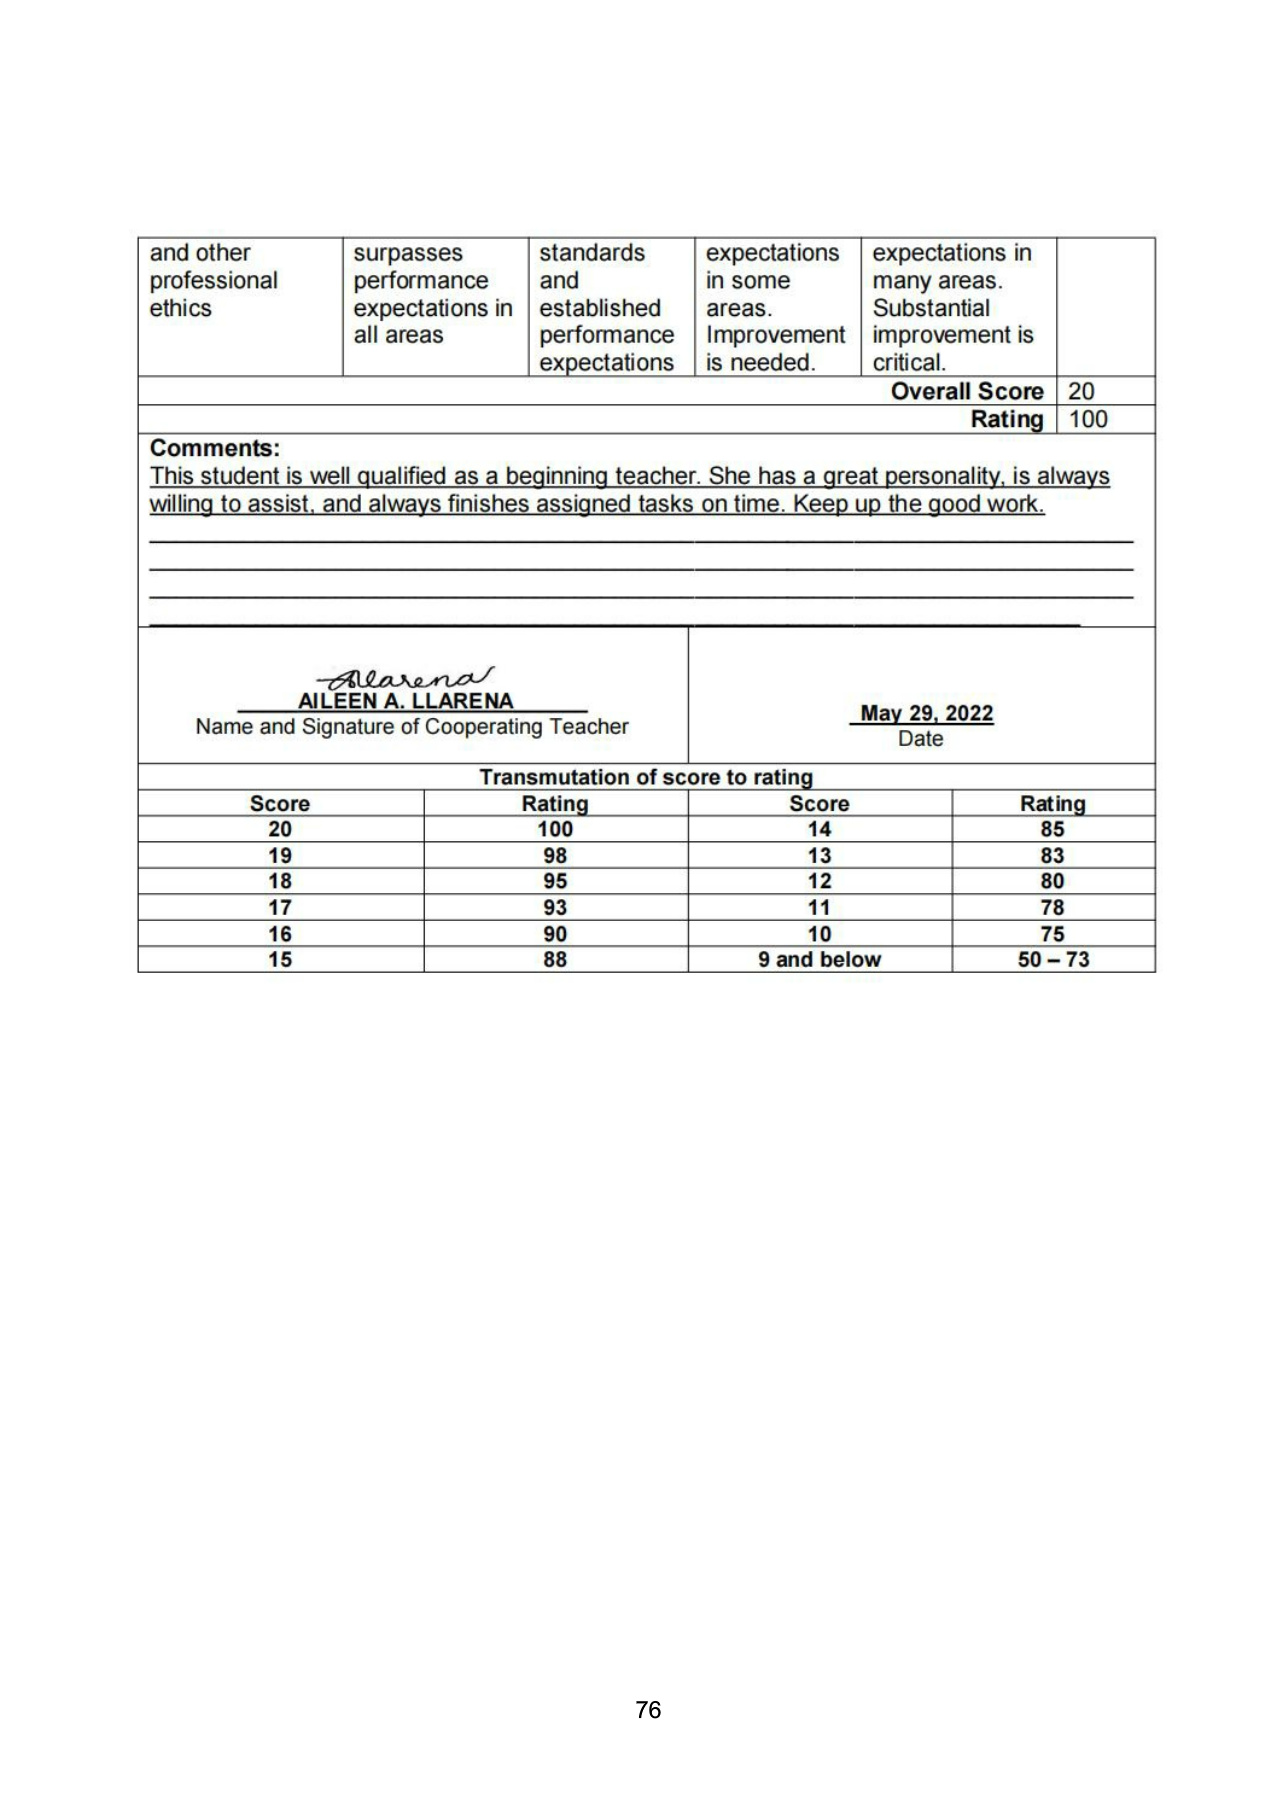 and other professional ethics | surpasses performance expectations in all areas | standards and established performance expectations | expectations in some areas. Improvement is needed. | expectations in many areas. Substantial improvement is critical.
Overall Score | 20
Rating | 100
Comments:
This student is well qualified as a beginning teacher. She has a great personality, is always
willing to assist, and always finishes assigned tasks on time. Keep up the good work.
Allarena
AILEEN A. LLARENA
Name and Signature of Cooperating Teacher
May 29, 2022
Date
Transmutation of score to rating
Score | Rating | Score | Rating
20 | 100 | 14 | 85
19 | 98 | 13 | 83
18 | 95 | 12 | 80
17 | 93 | 11 | 78
16 | 90 | 10 | 75
15 | 88 | 9 and below | 50 – 73
76